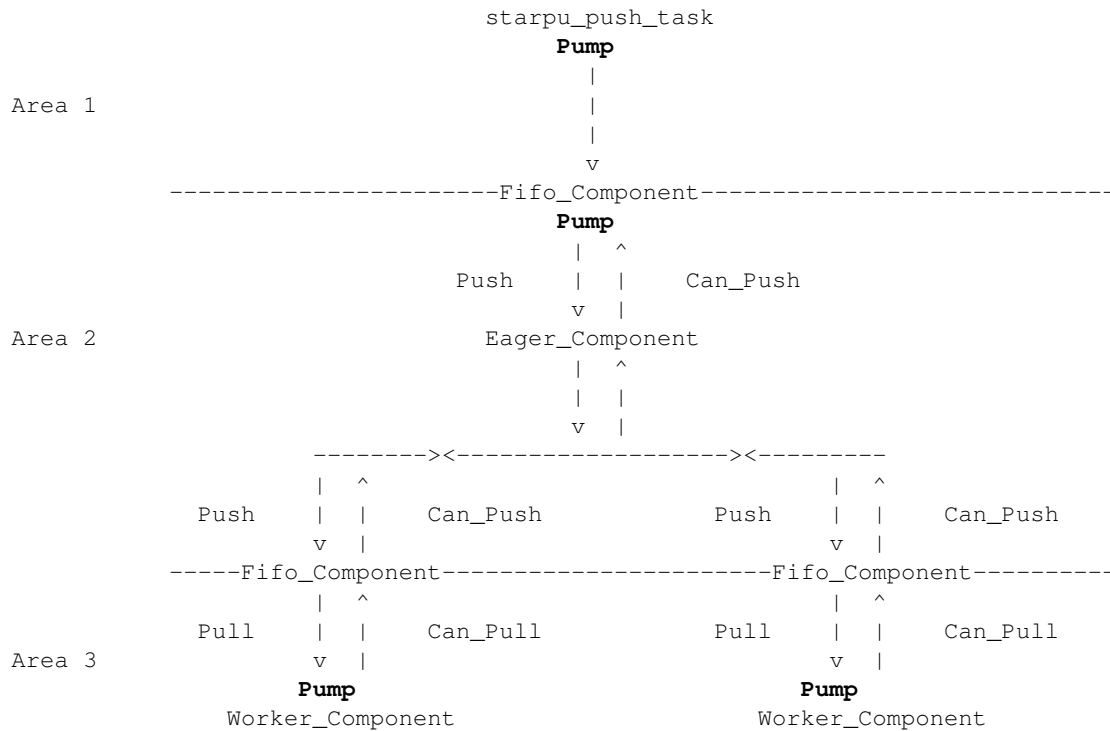 starpu_push_task
Pump
|
Area 1 |
|
v
-----------------------Fifo_Component-----------------------------
Pump
| ^
Push | | Can_Push
v |
Area 2 Eager_Component
| ^
| |
v |
--------><-------------------><---------
| ^ | ^
Push | | Can_Push Push | | Can_Push
v | v |
-----Fifo_Component-----------------------Fifo_Component----------
| ^ | ^
Pull | | Can_Pull Pull | | Can_Pull
Area 3 v | v |
Pump Pump
Worker_Component Worker_Component